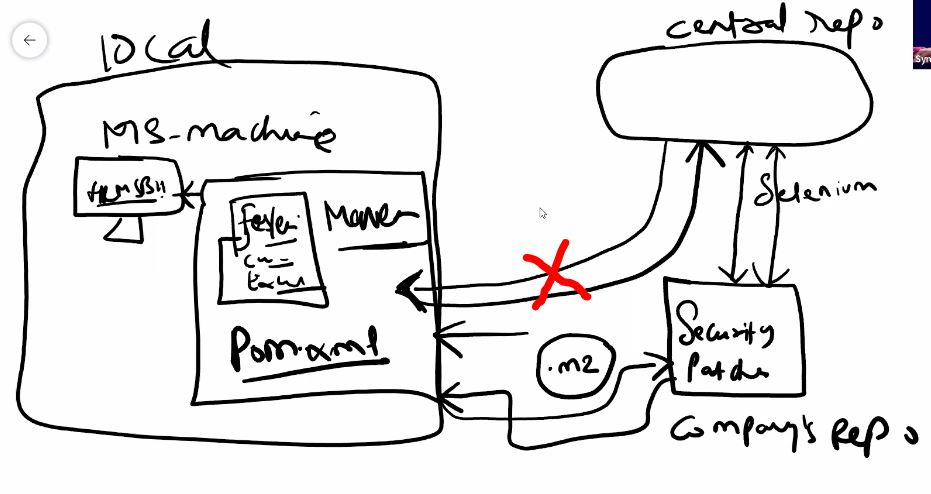 local
central repo
MS-machine
Maven
Selenium
Pom.xml
.m2
Security
Patches
Company's Repo